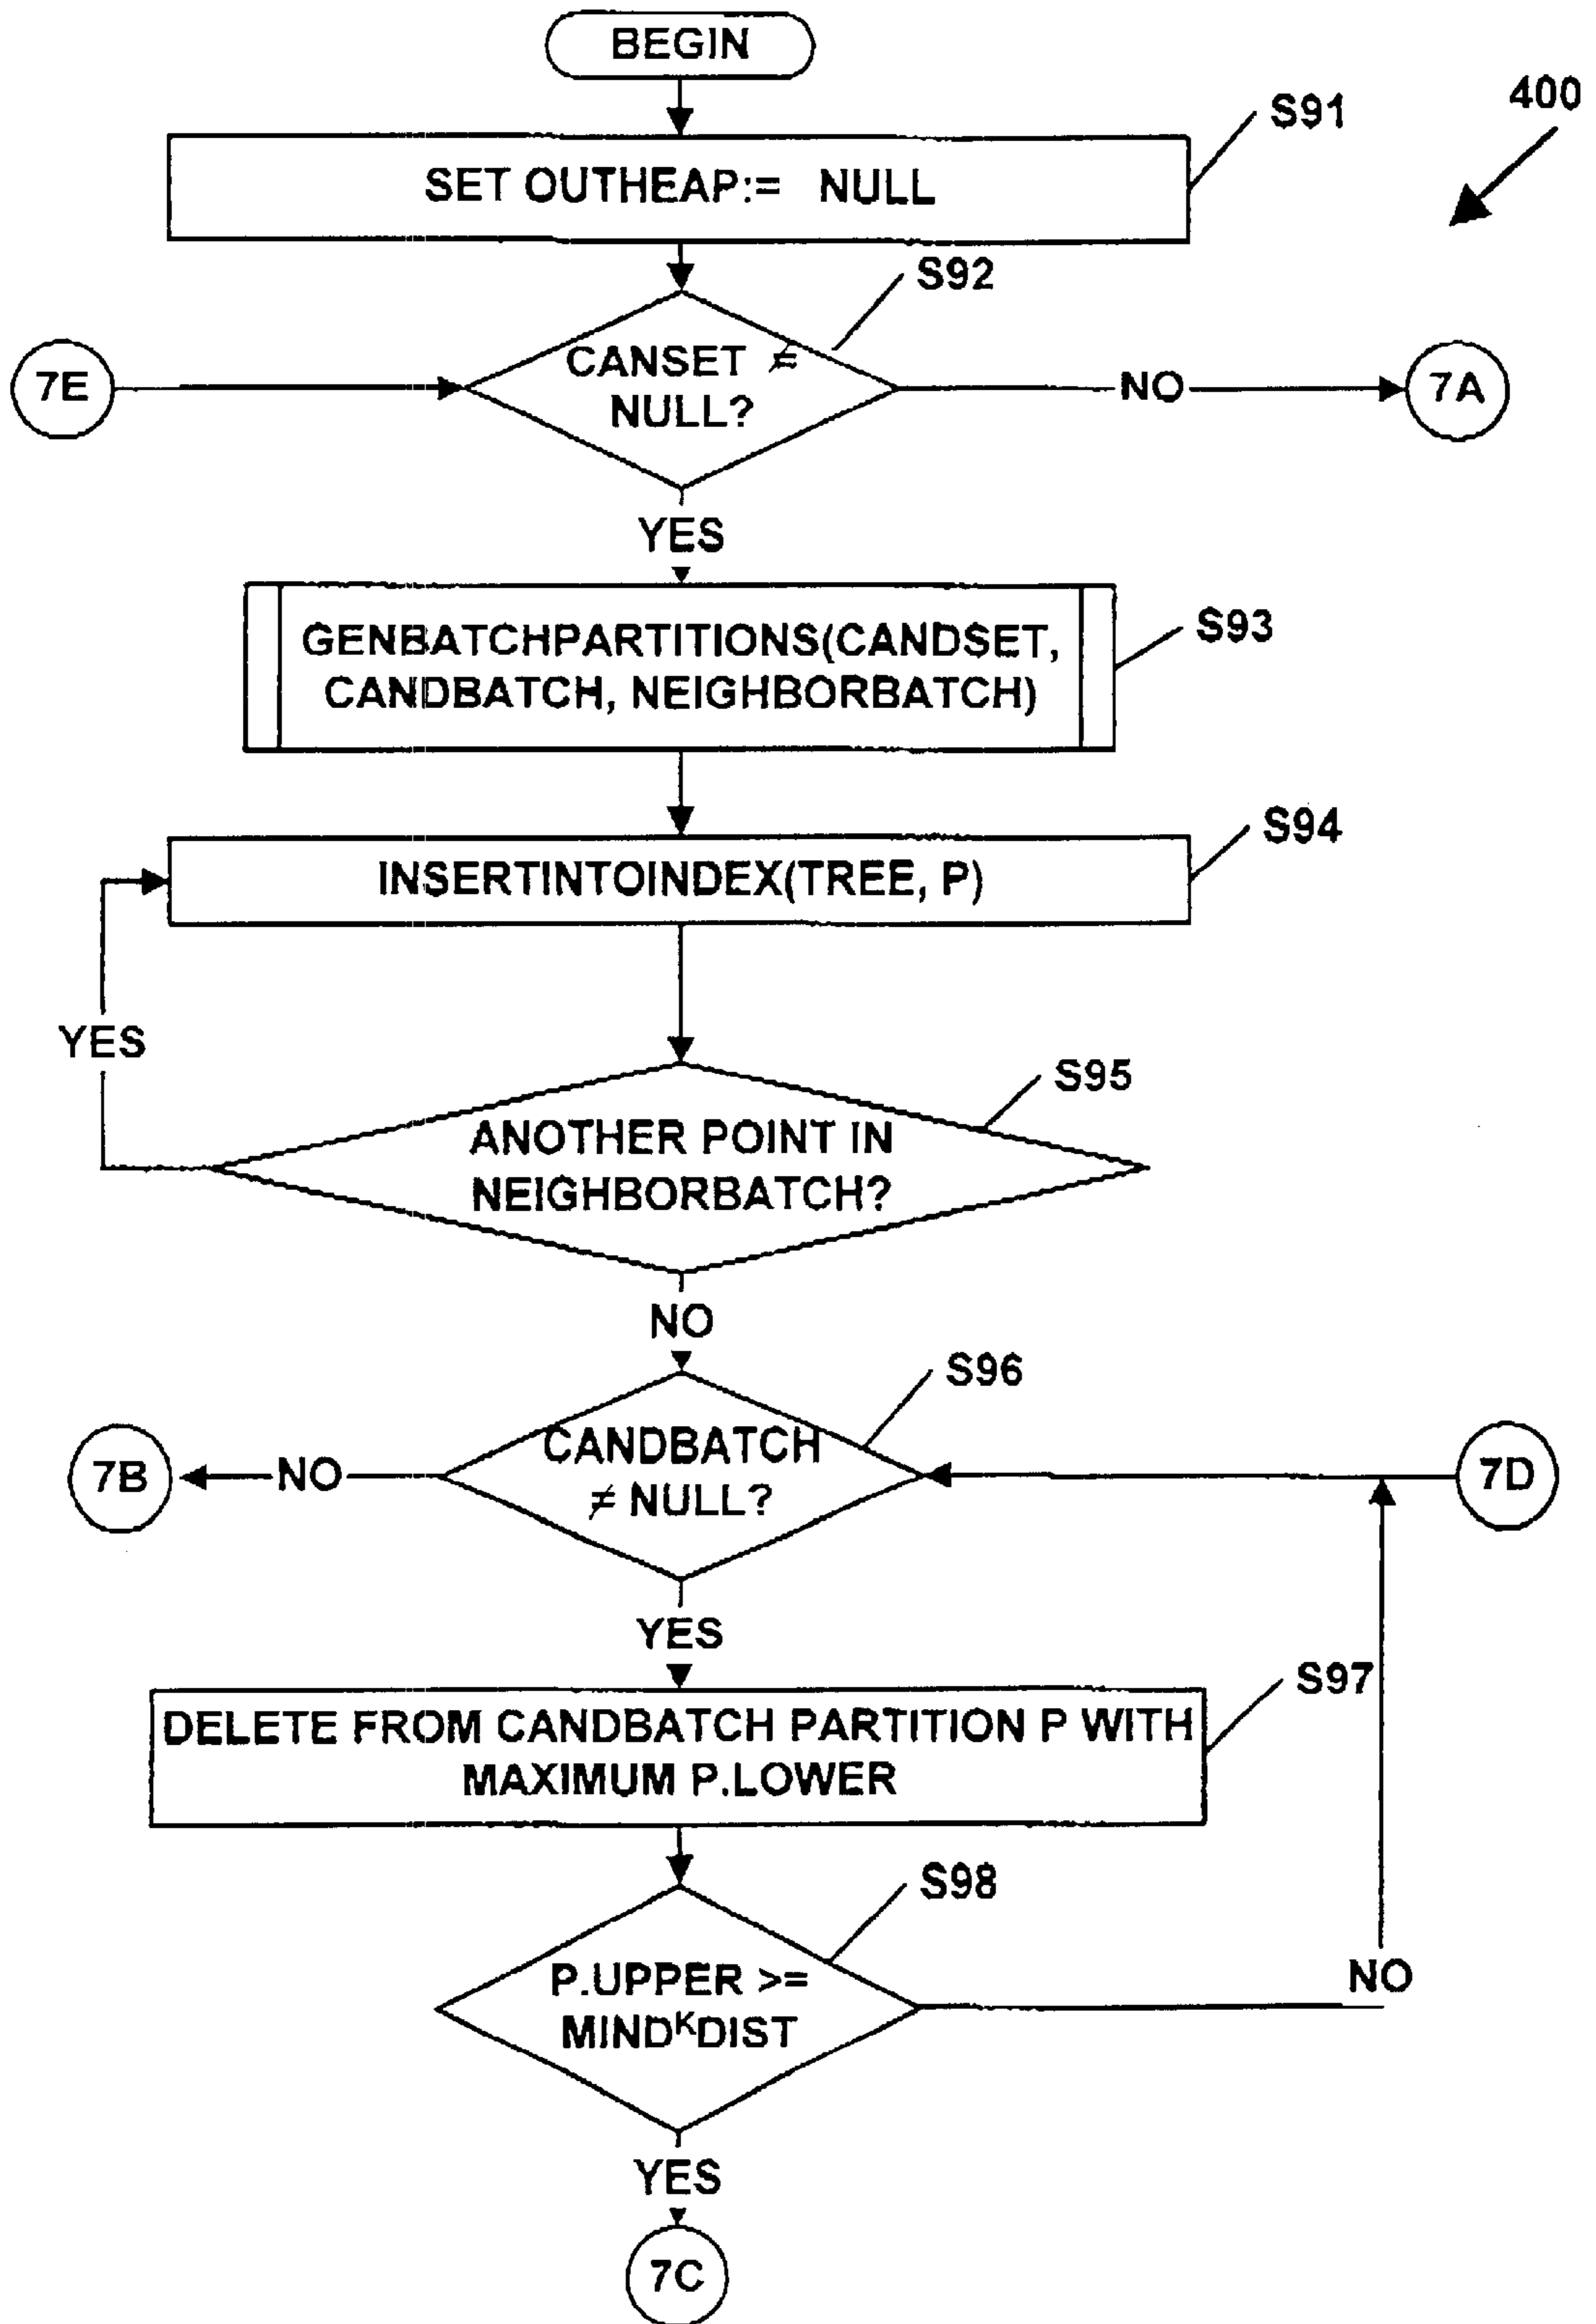 BEGIN
400
S91
SET OUTHEAP:= NULL
S92
CANSET ≠
NULL?
7E
NO
7A
YES
S93
GENBATCHPARTITIONS(CANDSET,
CANDBATCH, NEIGHBORBATCH)
S94
INSERTINTOINDEX(TREE, P)
YES
S95
ANOTHER POINT IN
NEIGHBORBATCH?
NO
S96
CANDBATCH
≠ NULL?
7B
NO
7D
YES
S97
DELETE FROM CANDBATCH PARTITION P WITH
MAXIMUM P.LOWER
S98
P.UPPER >=
MINDᴷDIST
NO
YES
7C